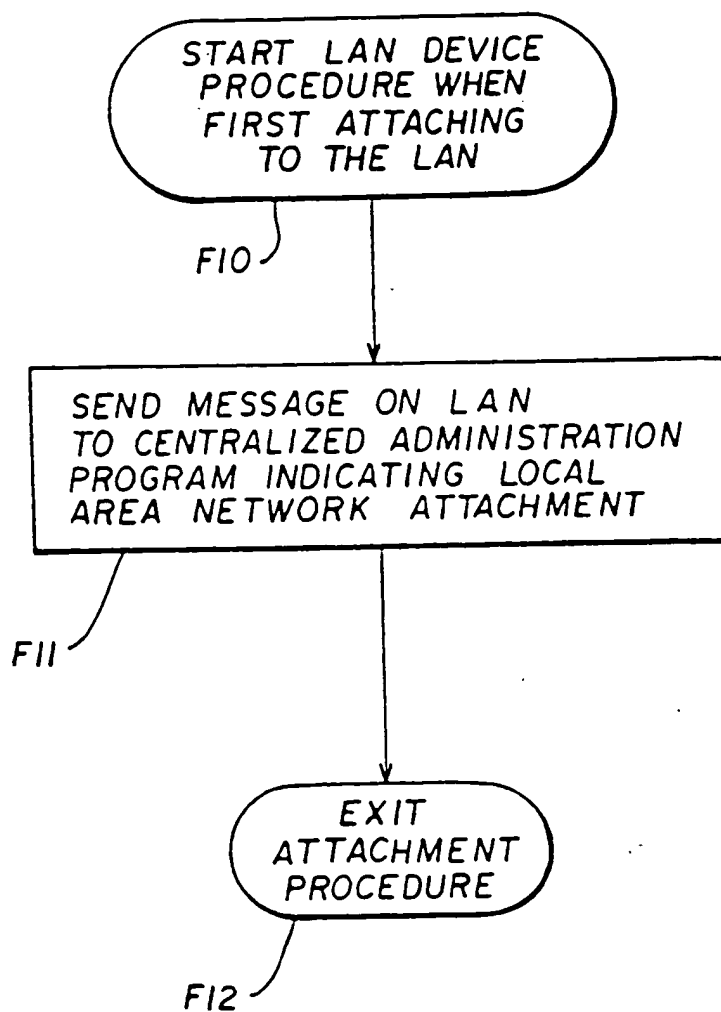 START LAN DEVICE
PROCEDURE WHEN
FIRST ATTACHING
TO THE LAN
F10
SEND MESSAGE ON LAN
TO CENTRALIZED ADMINISTRATION
PROGRAM INDICATING LOCAL
AREA NETWORK ATTACHMENT
F11
EXIT
ATTACHMENT
PROCEDURE
F12